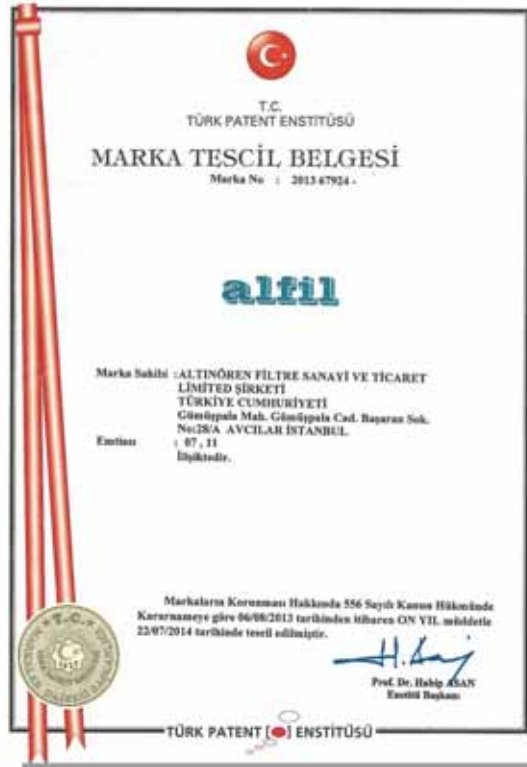 T.C.
TÜRK PATENT ENSTİTÜSÜ
MARKA TESCİL BELGESİ
Marka No : 2013 67924 -
alfil
Marka Sahibi : ALTINÖREN FİLTRE SANAYİ VE TİCARET
LİMİTED ŞİRKETİ
TÜRKİYE CUMHURİYETİ
Gümüşpala Mah. Gümüşpala Cad. Başaran Sok.
No:28/A AVCILAR İSTANBUL
Emtiası : 07 , 11
İlişiktedir.
Markaların Korunması Hakkında 556 Sayılı Kanun Hükmünde
Kararnameye göre 06/08/2013 tarihinden itibaren ON YIL müddetle
22/07/2014 tarihinde tescil edilmiştir.
Prof. Dr. Habip ASAN
Enstitü Başkanı
T.C.
TÜRK PATENT ENSTİTÜSÜ